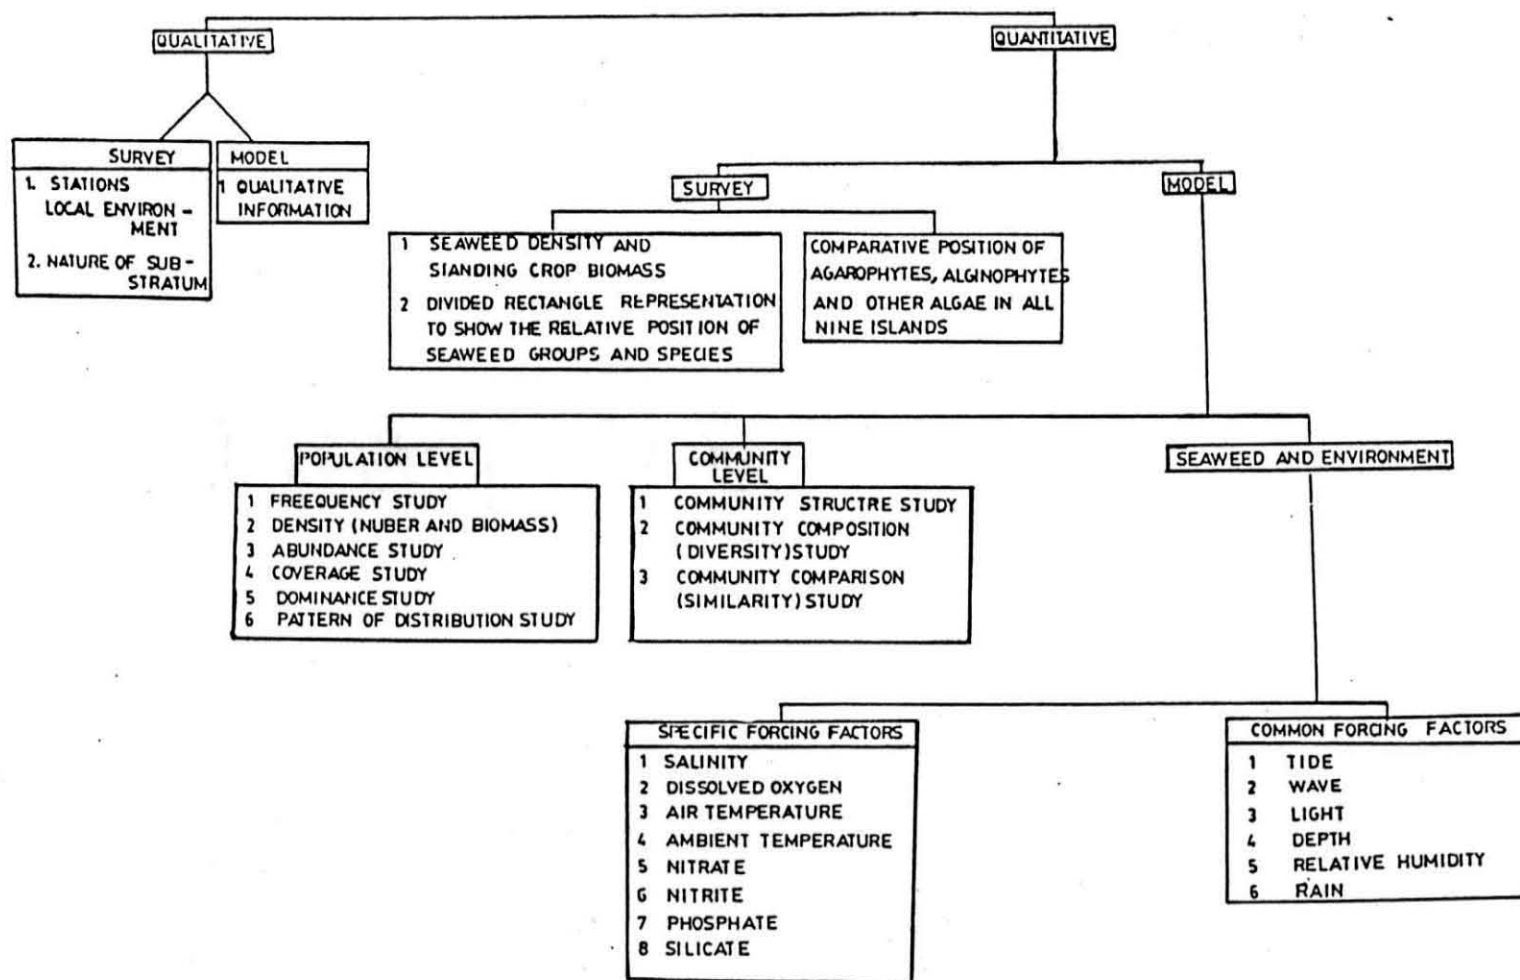 QUALITATIVE
QUANTITATIVE
SURVEY
1. STATIONS
LOCAL ENVIRON -
MENT
2. NATURE OF SUB -
STRATUM
MODEL
1 QUALITATIVE
INFORMATION
SURVEY
MODEL
1 SEAWEED DENSITY AND
STANDING CROP BIOMASS
2 DIVIDED RECTANGLE REPRESENTATION
TO SHOW THE RELATIVE POSITION OF
SEAWEED GROUPS AND SPECIES
COMPARATIVE POSITION OF
AGAROPHYTES, ALGINOPHYTES
AND OTHER ALGAE IN ALL
NINE ISLANDS
POPULATION LEVEL
1 FREEQUENCY STUDY
2 DENSITY (NUBER AND BIOMASS)
3 ABUNDANCE STUDY
4 COVERAGE STUDY
5 DOMINANCE STUDY
6 PATTERN OF DISTRIBUTION STUDY
COMMUNITY
LEVEL
1 COMMUNITY STRUCTRE STUDY
2 COMMUNITY COMPOSITION
(DIVERSITY) STUDY
3 COMMUNITY COMPARISON
(SIMILARITY) STUDY
SEAWEED AND ENVIRONMENT
SPECIFIC FORCING FACTORS
1 SALINITY
2 DISSOLVED OXYGEN
3 AIR TEMPERATURE
4 AMBIENT TEMPERATURE
5 NITRATE
6 NITRITE
7 PHOSPHATE
8 SILICATE
COMMON FORCING FACTORS
1 TIDE
2 WAVE
3 LIGHT
4 DEPTH
5 RELATIVE HUMIDITY
6 RAIN